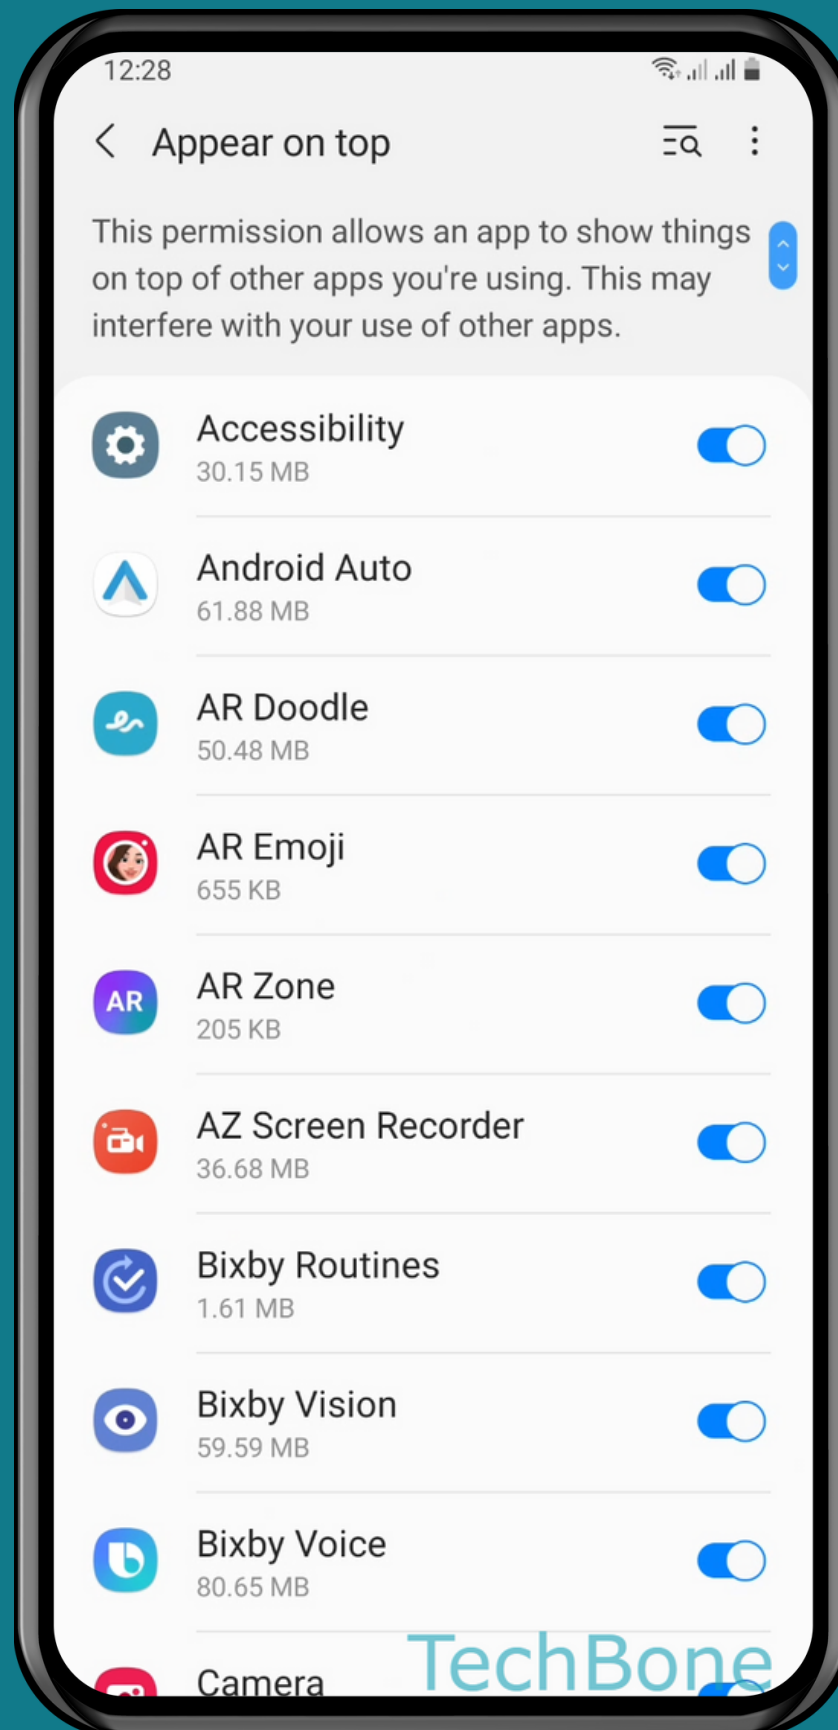 12:28
Appear on top
This permission allows an app to show things
on top of other apps you're using. This may
interfere with your use of other apps.
Accessibility
30.15 MB
Android Auto
61.88 MB
AR Doodle
50.48 MB
AR Emoji
655 KB
AR
AR Zone
205 KB
AZ Screen Recorder
36.68 MB
Bixby Routines
1.61 MB
Bixby Vision
59.59 MB
Bixby Voice
80.65 MB
Camera
TechBone